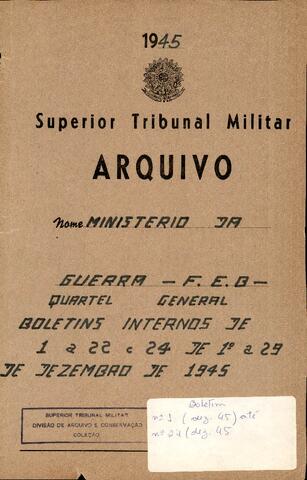 1945
Superior Tribunal Militar
ARQUIVO
Nome MINISTERIO DA
GUERRA - F.E.B -
QUARTEL GENERAL
BOLETINS INTERNOS DE
1 a 22 e 24 DE 1º a 29
DE DEZEMBRO DE 1945
SUPERIOR TRIBUNAL MILITAR
DIVISÃO DE ARQUIVO E CONSERVAÇÃO
COLEÇÃO
Boletim
nº 1 (dez. 45) até
nº 24 (dez. 45